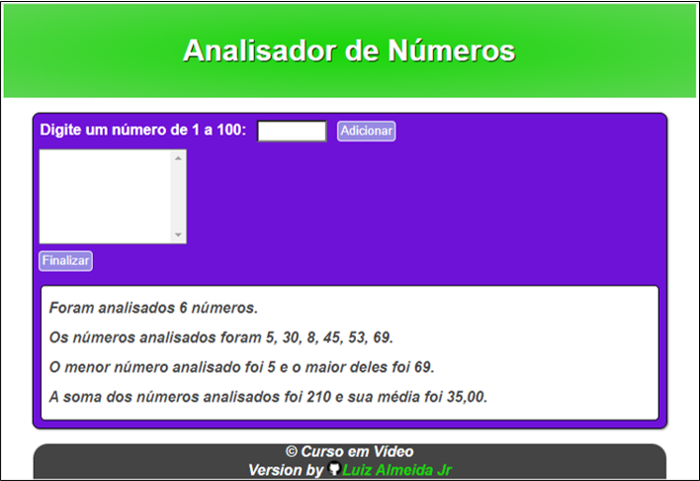 Analisador de Números
Digite um número de 1 a 100: Adicionar
Finalizar
Foram analisados 6 números.
Os números analisados foram 5, 30, 8, 45, 53, 69.
O menor número analisado foi 5 e o maior deles foi 69.
A soma dos números analisados foi 210 e sua média foi 35,00.
© Curso em Vídeo
Version by Luiz Almeida Jr